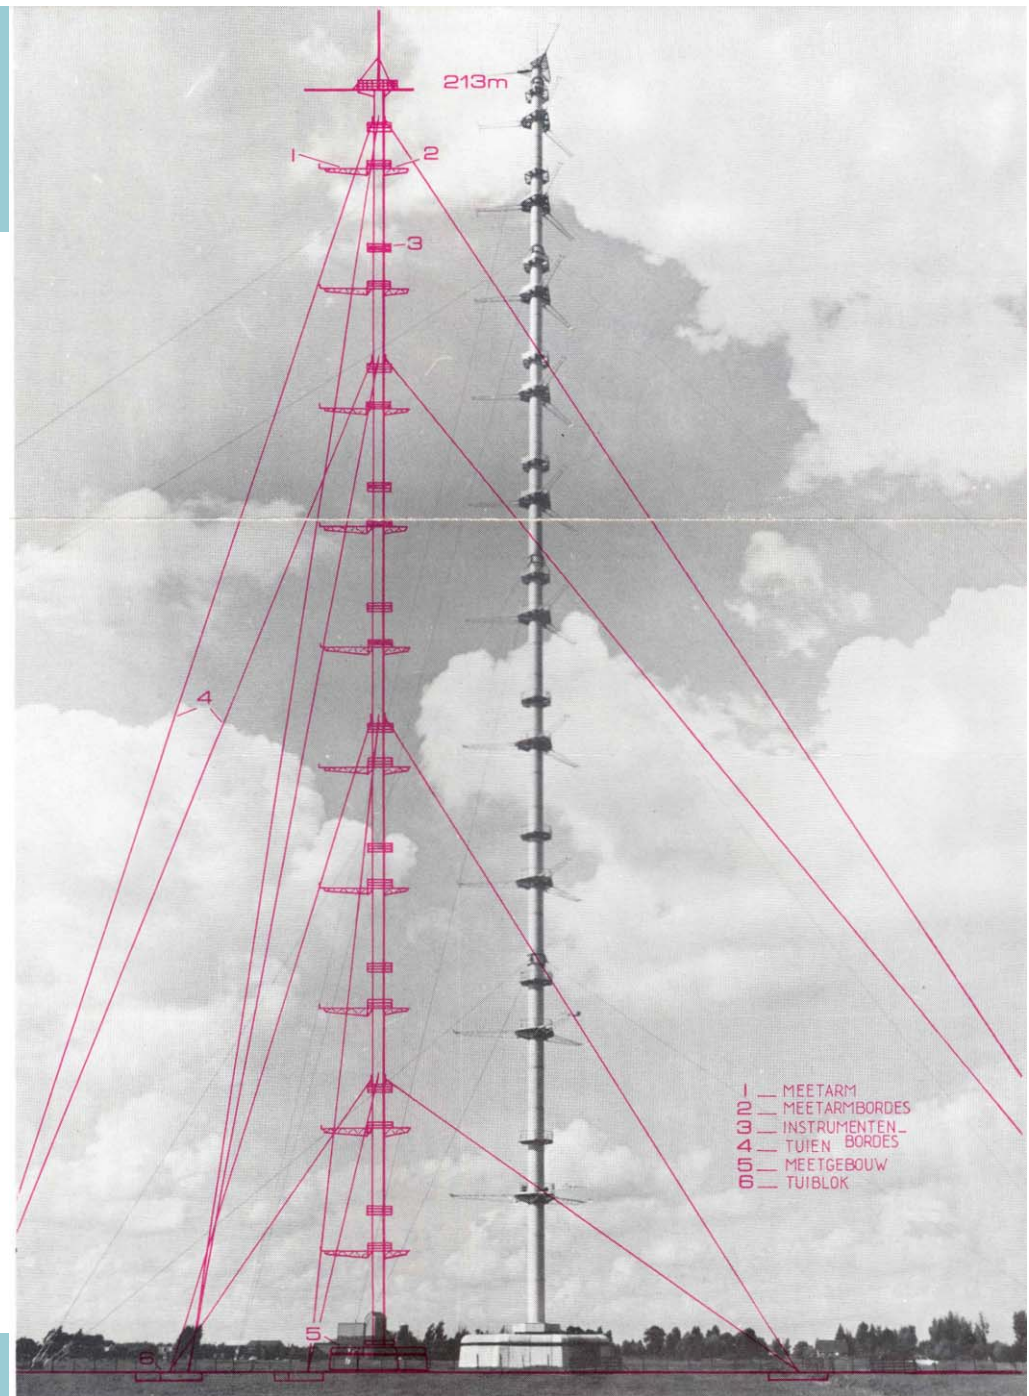 213m
1
2
3
4
5
6
1 _ MEETARM
2 _ MEETARMBORDES
3 _ INSTRUMENTEN_
BORDES
4 _ TUIEN
5 _ MEETGEBOUW
6 _ TUIBLOK